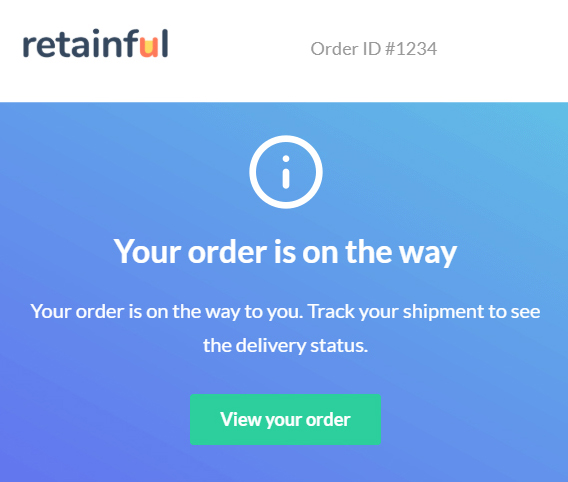 retainful
Order ID #1234
Your order is on the way
Your order is on the way to you. Track your shipment to see
the delivery status.
View your order